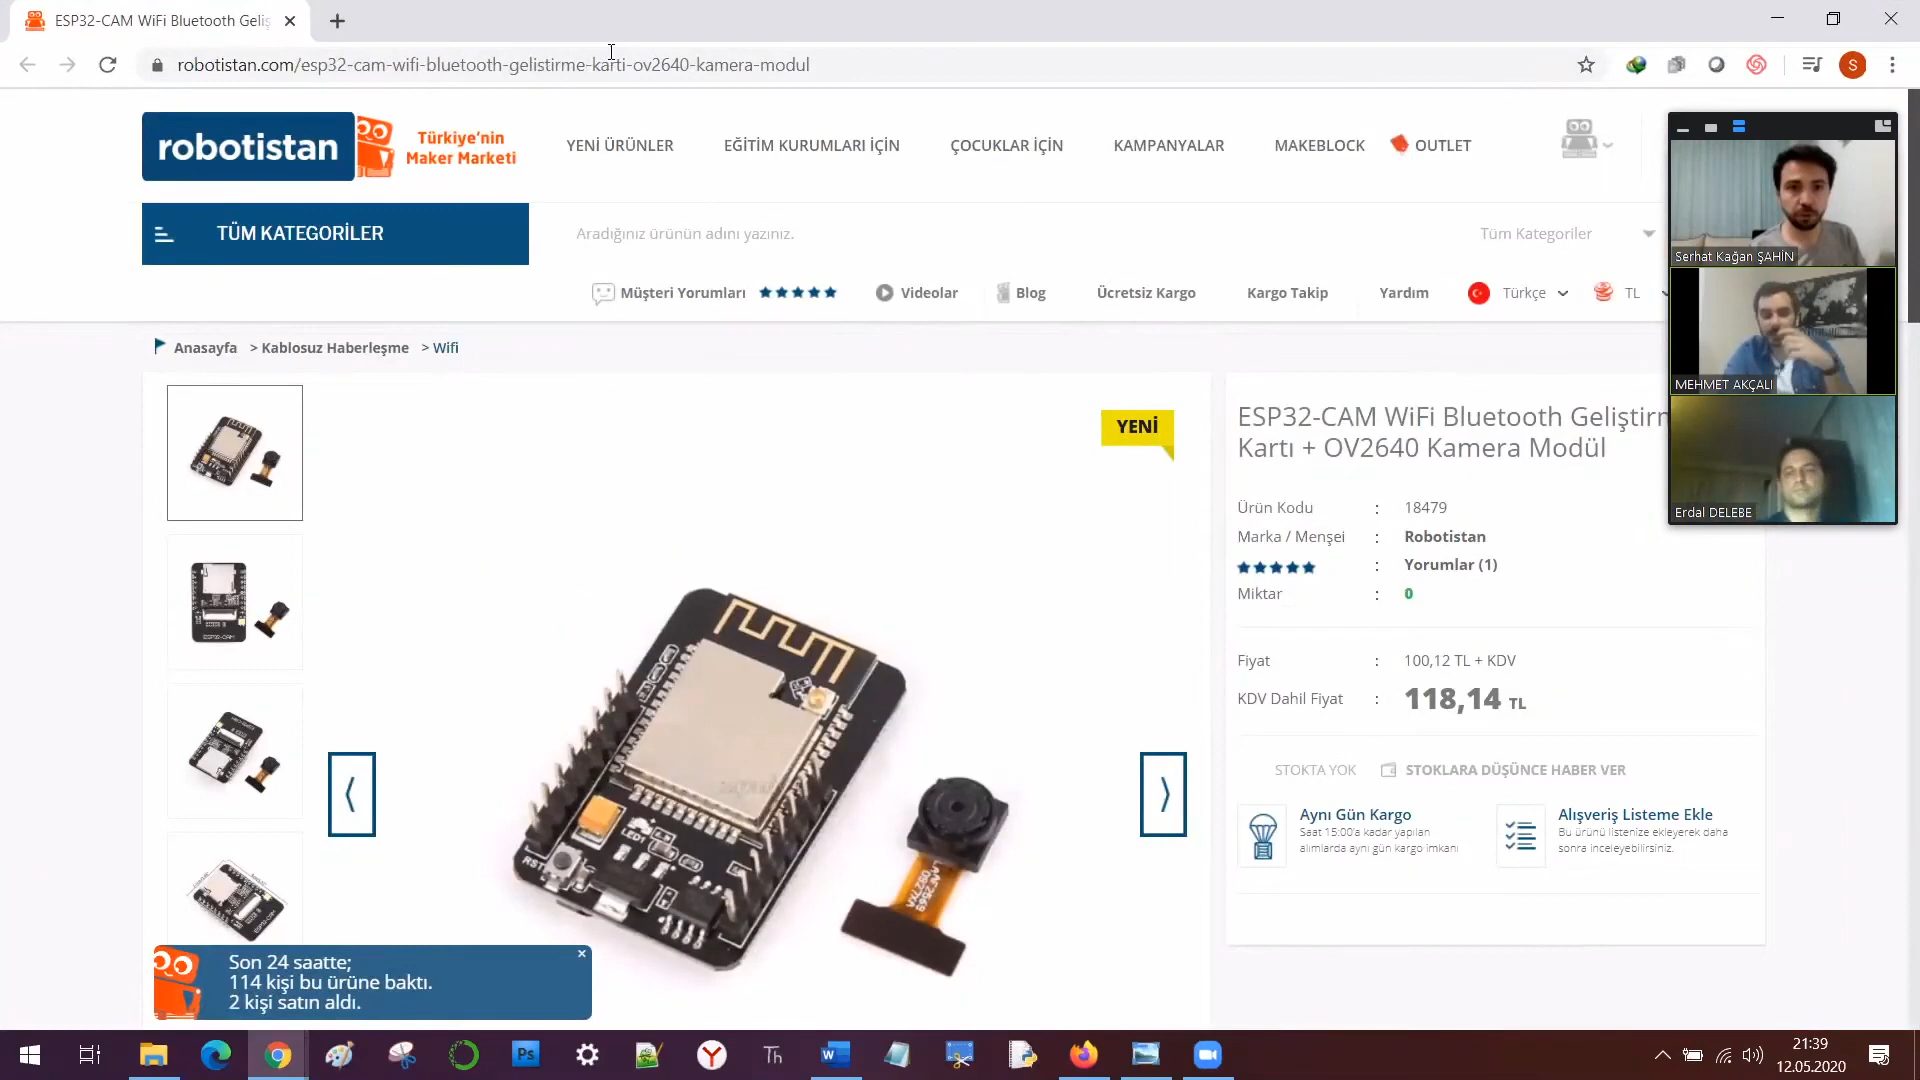 ESP32-CAM WiFi Bluetooth Geliş
robotistan.com/esp32-cam-wifi-bluetooth-gelistirme-karti-ov2640-kamera-modul
S
robotistan
Türkiye'nin
Maker Marketi
YENİ ÜRÜNLER
EĞİTİM KURUMLARI İÇİN
ÇOCUKLAR İÇİN
KAMPANYALAR
MAKEBLOCK
OUTLET
TÜM KATEGORİLER
Aradığınız ürünün adını yazınız.
Tüm Kategoriler
Müşteri Yorumları
Videolar
Blog
Ücretsiz Kargo
Kargo Takip
Yardım
Türkçe
TL
Serhat Kağan ŞAHİN
MEHMET AKÇALI
Erdal DELEBE
Anasayfa > Kablosuz Haberleşme > Wifi
YENİ
ESP32-CAM WiFi Bluetooth Geliştirm
Kartı + OV2640 Kamera Modül
Ürün Kodu : 18479
Marka / Menşei : Robotistan
: Yorumlar (1)
Miktar : 0
Fiyat : 100,12 TL + KDV
KDV Dahil Fiyat : 118,14 TL
STOKTA YOK
STOKLARA DÜŞÜNCE HABER VER
Aynı Gün Kargo
Saat 15:00'a kadar yapılan
alımlarda aynı gün kargo imkanı
Alışveriş Listeme Ekle
Bu ürünü listenize ekleyerek daha
sonra inceleyebilirsiniz.
LED1
RST
ESP32-CAM
Son 24 saatte;
114 kişi bu ürüne baktı.
2 kişi satın aldı.
Ps
Th
21:39
12.05.2020